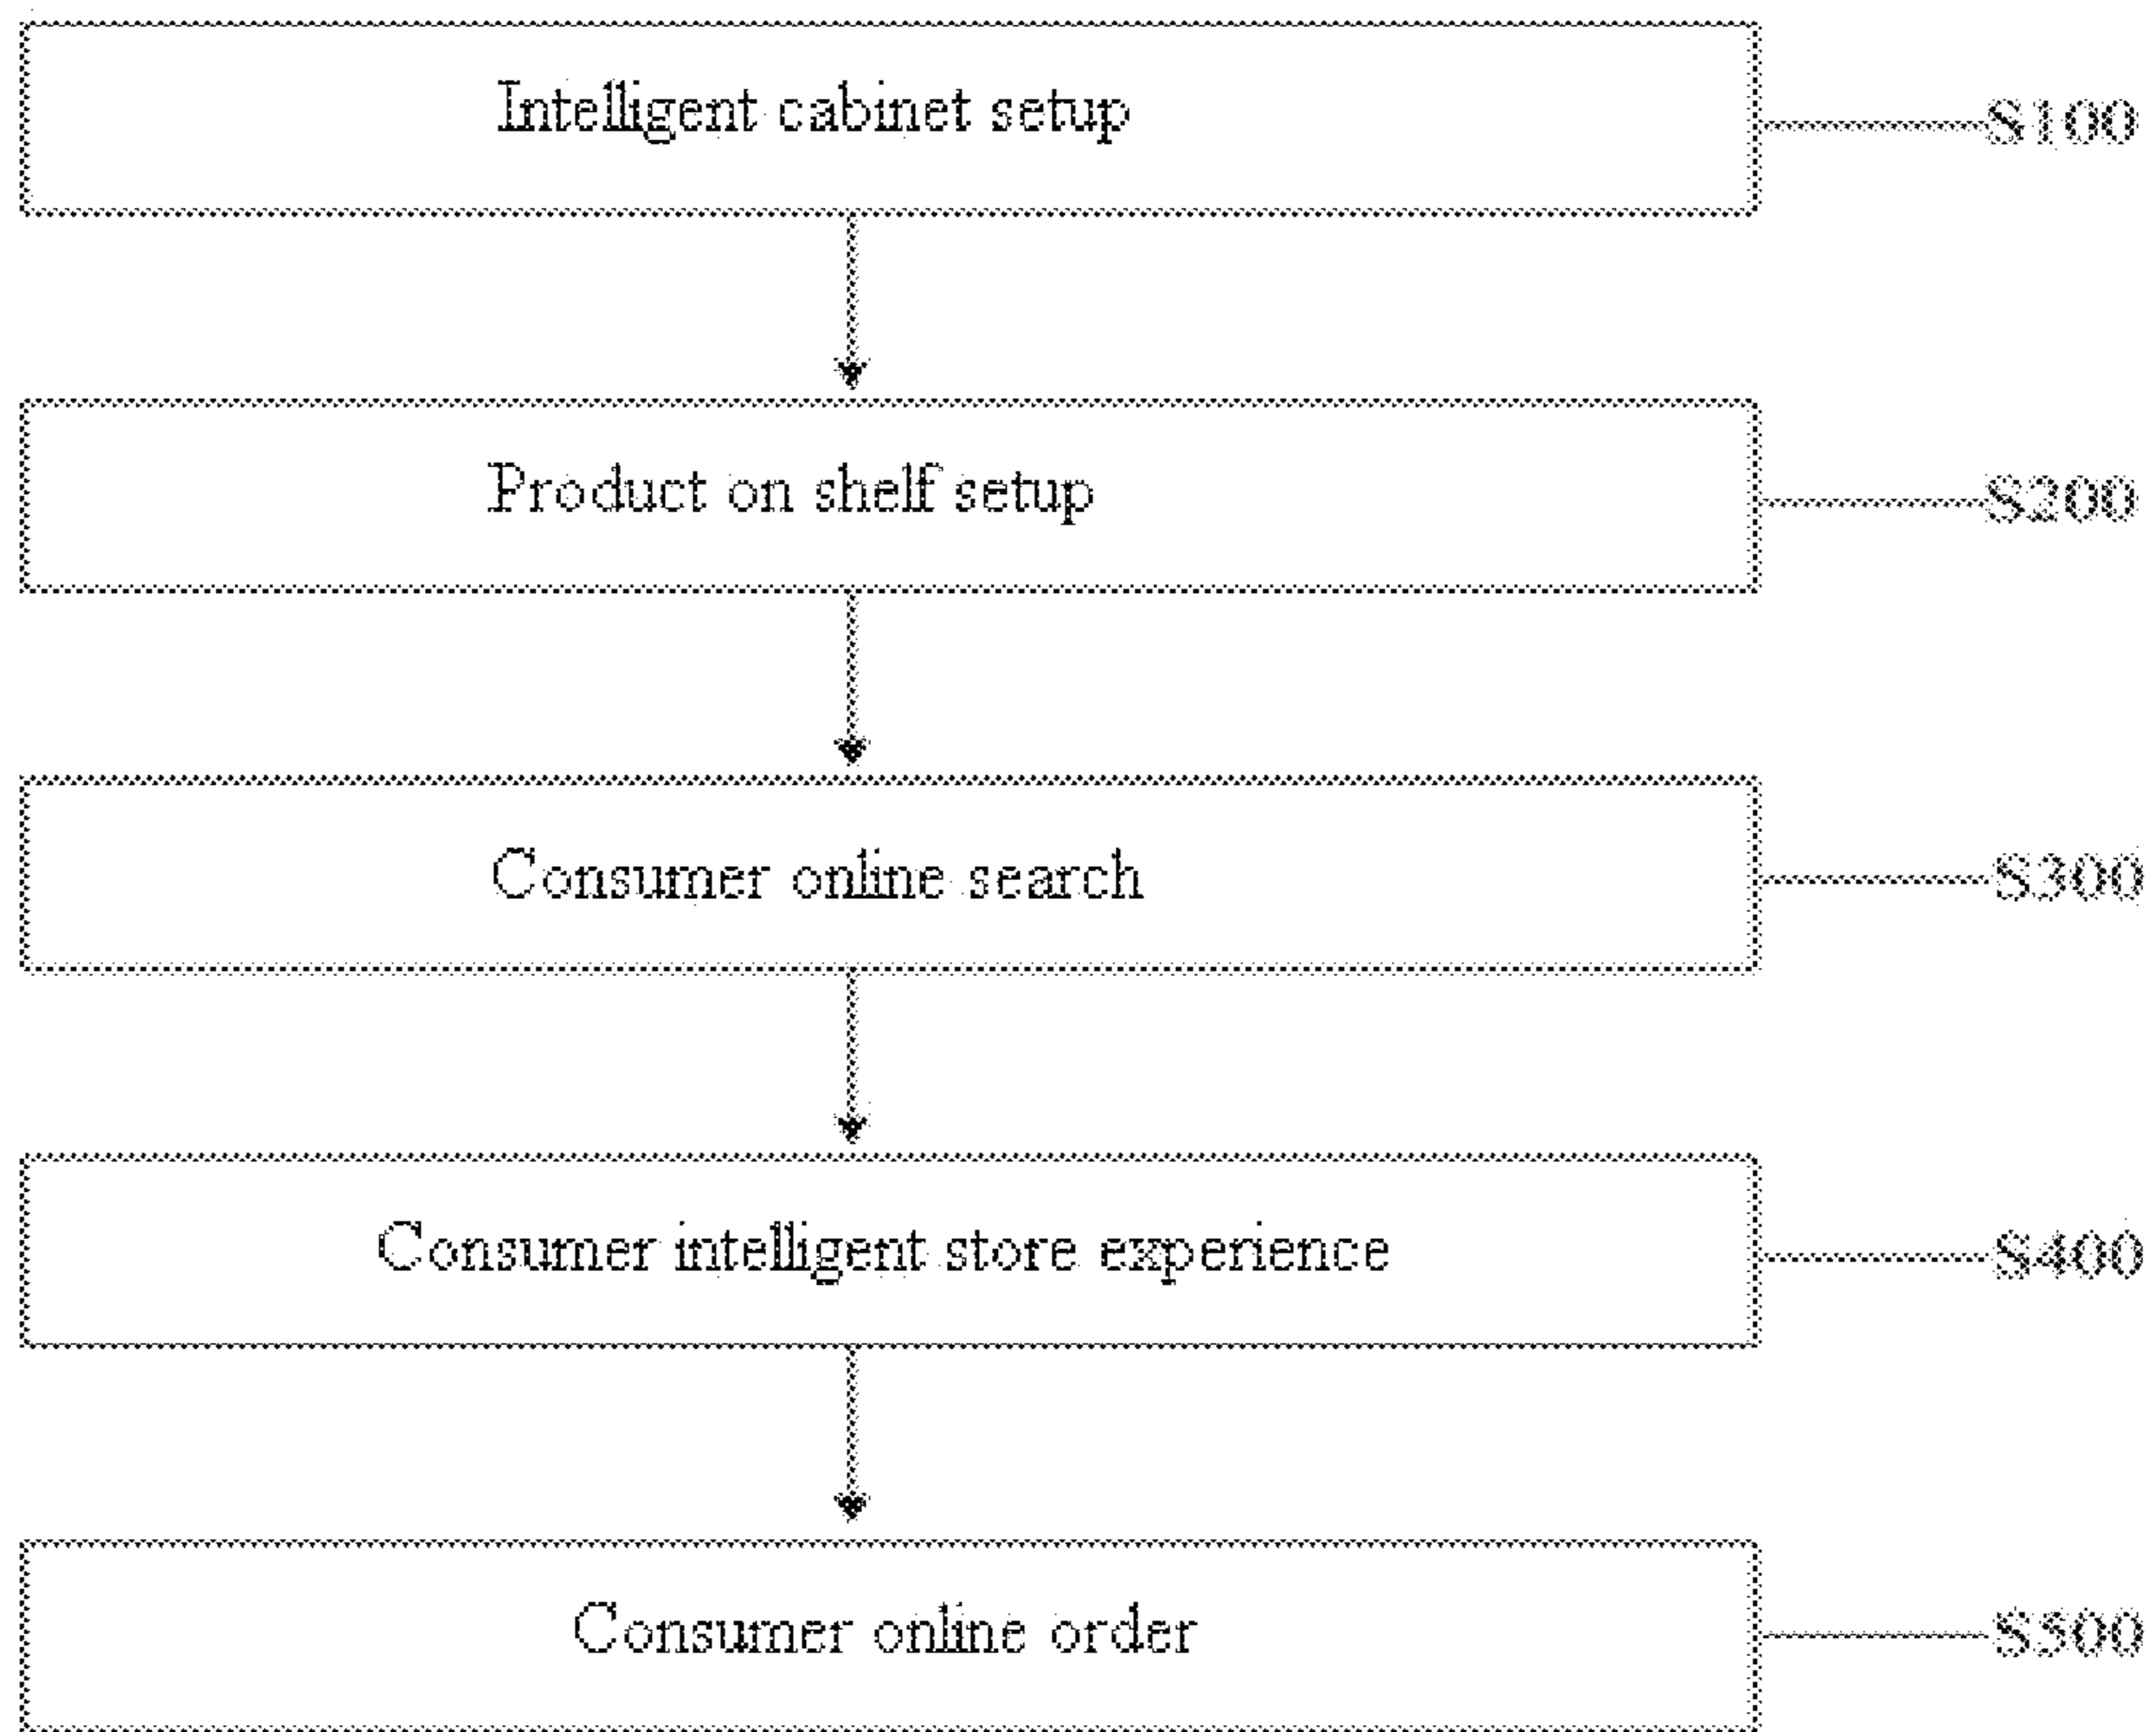 Intelligent cabinet setup
S100
Product on shelf setup
S200
Consumer online search
S300
Consumer intelligent store experience
S400
Consumer online order
S500